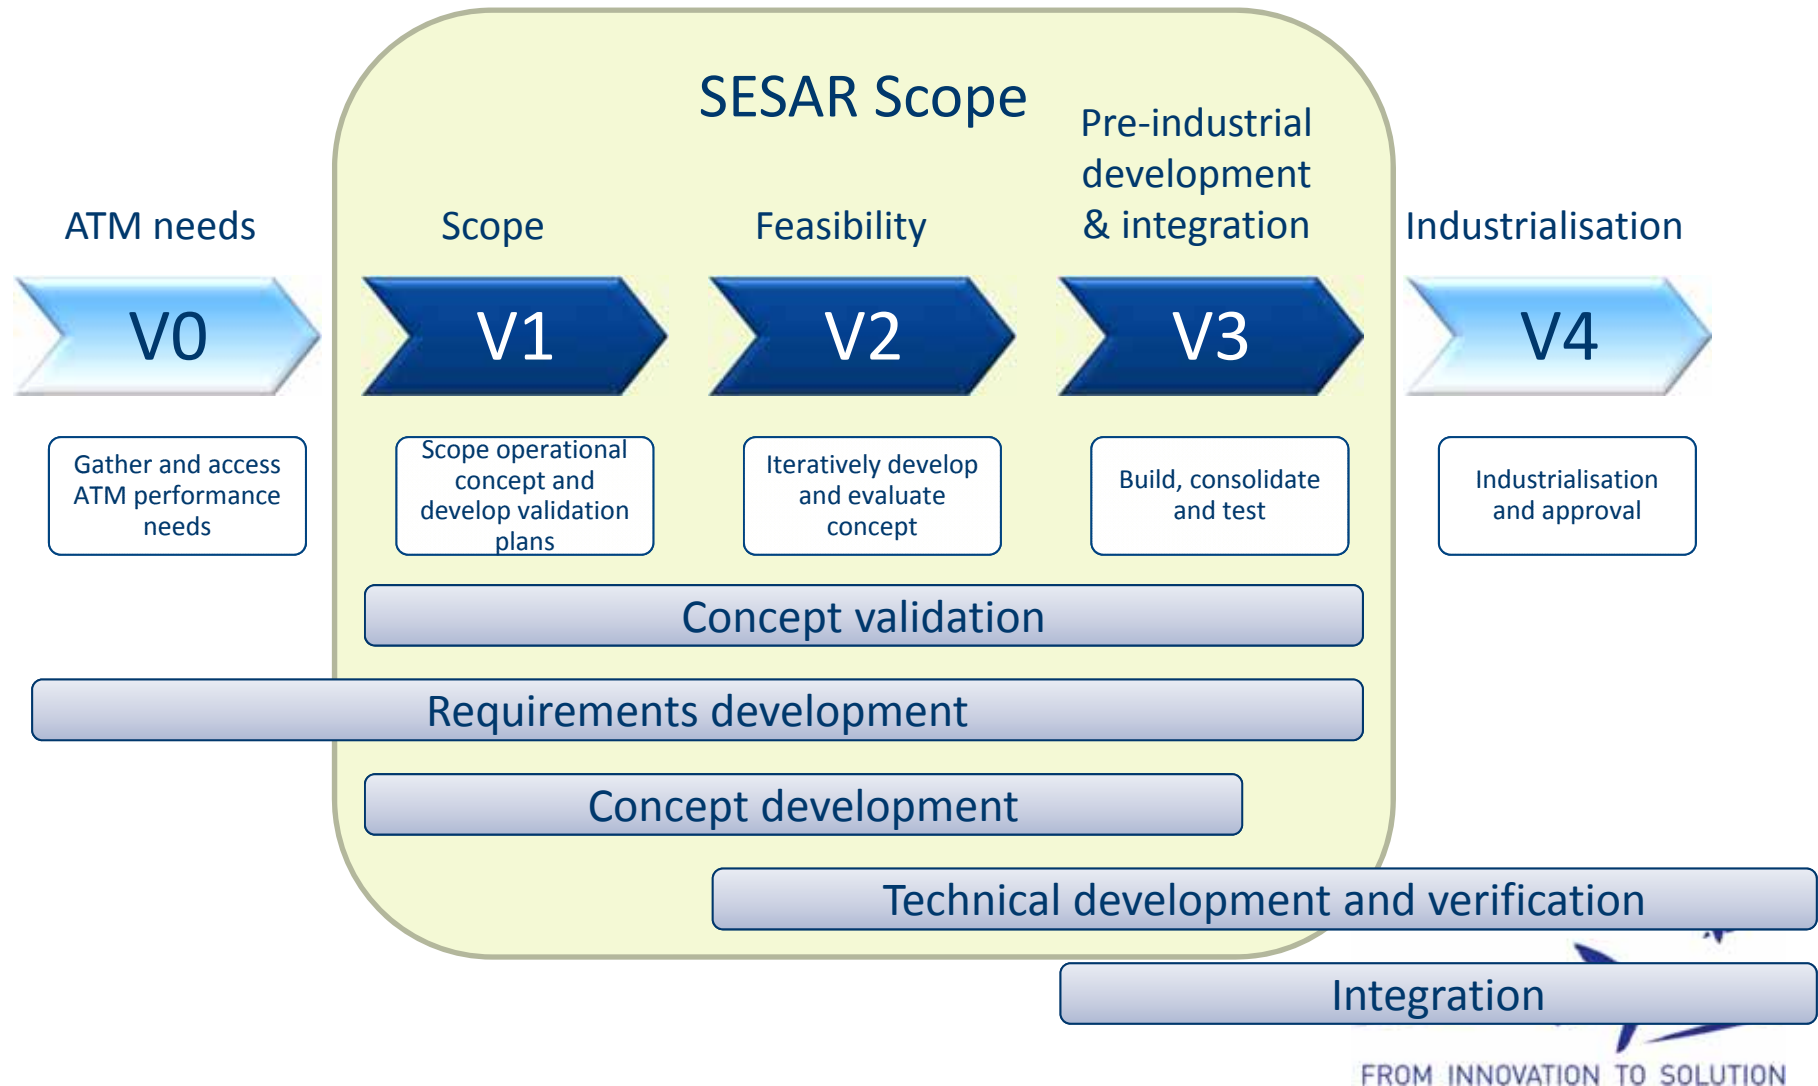 SESAR Scope
ATM needs
Scope
Feasibility
Pre-industrial
development
& integration
Industrialisation
V0
V1
V2
V3
V4
Gather and access
ATM performance
needs
Scope operational
concept and
develop validation
plans
Iteratively develop
and evaluate
concept
Build, consolidate
and test
Industrialisation
and approval
Concept validation
Requirements development
Concept development
Technical development and verification
Integration
FROM INNOVATION TO SOLUTION